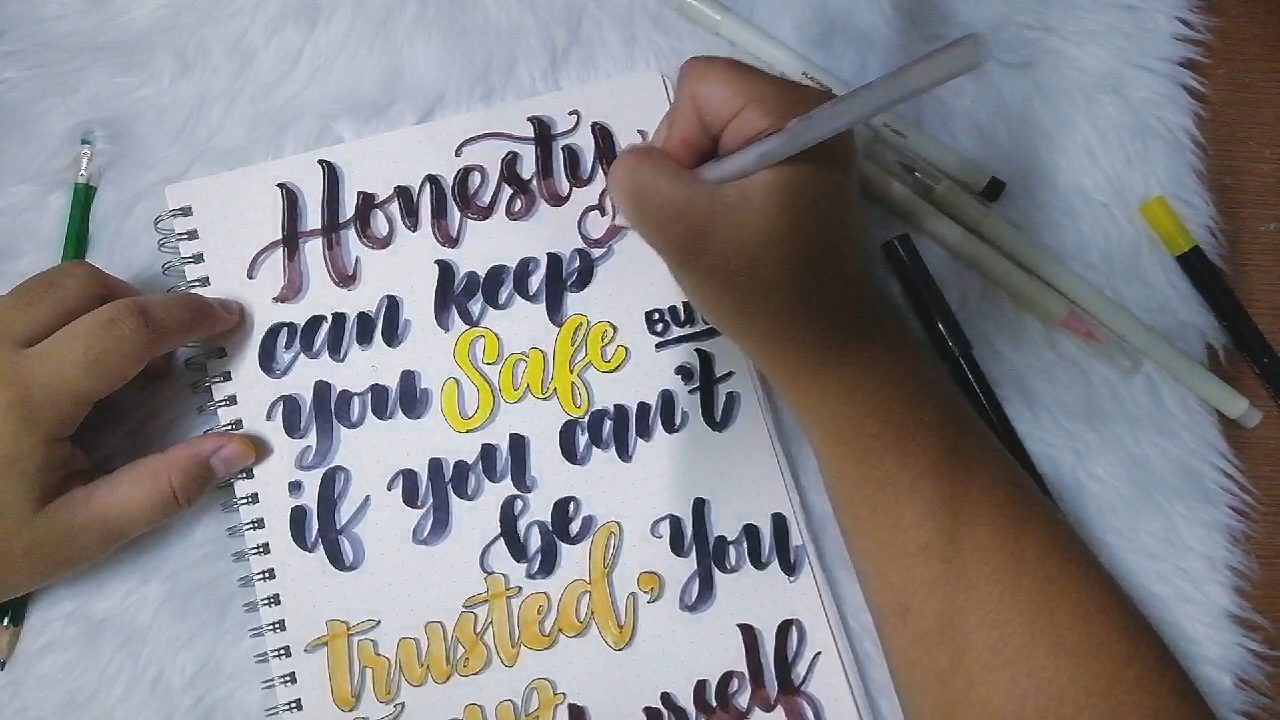 Honesty
can keep
you Safe
if you can't
be
trusted, you